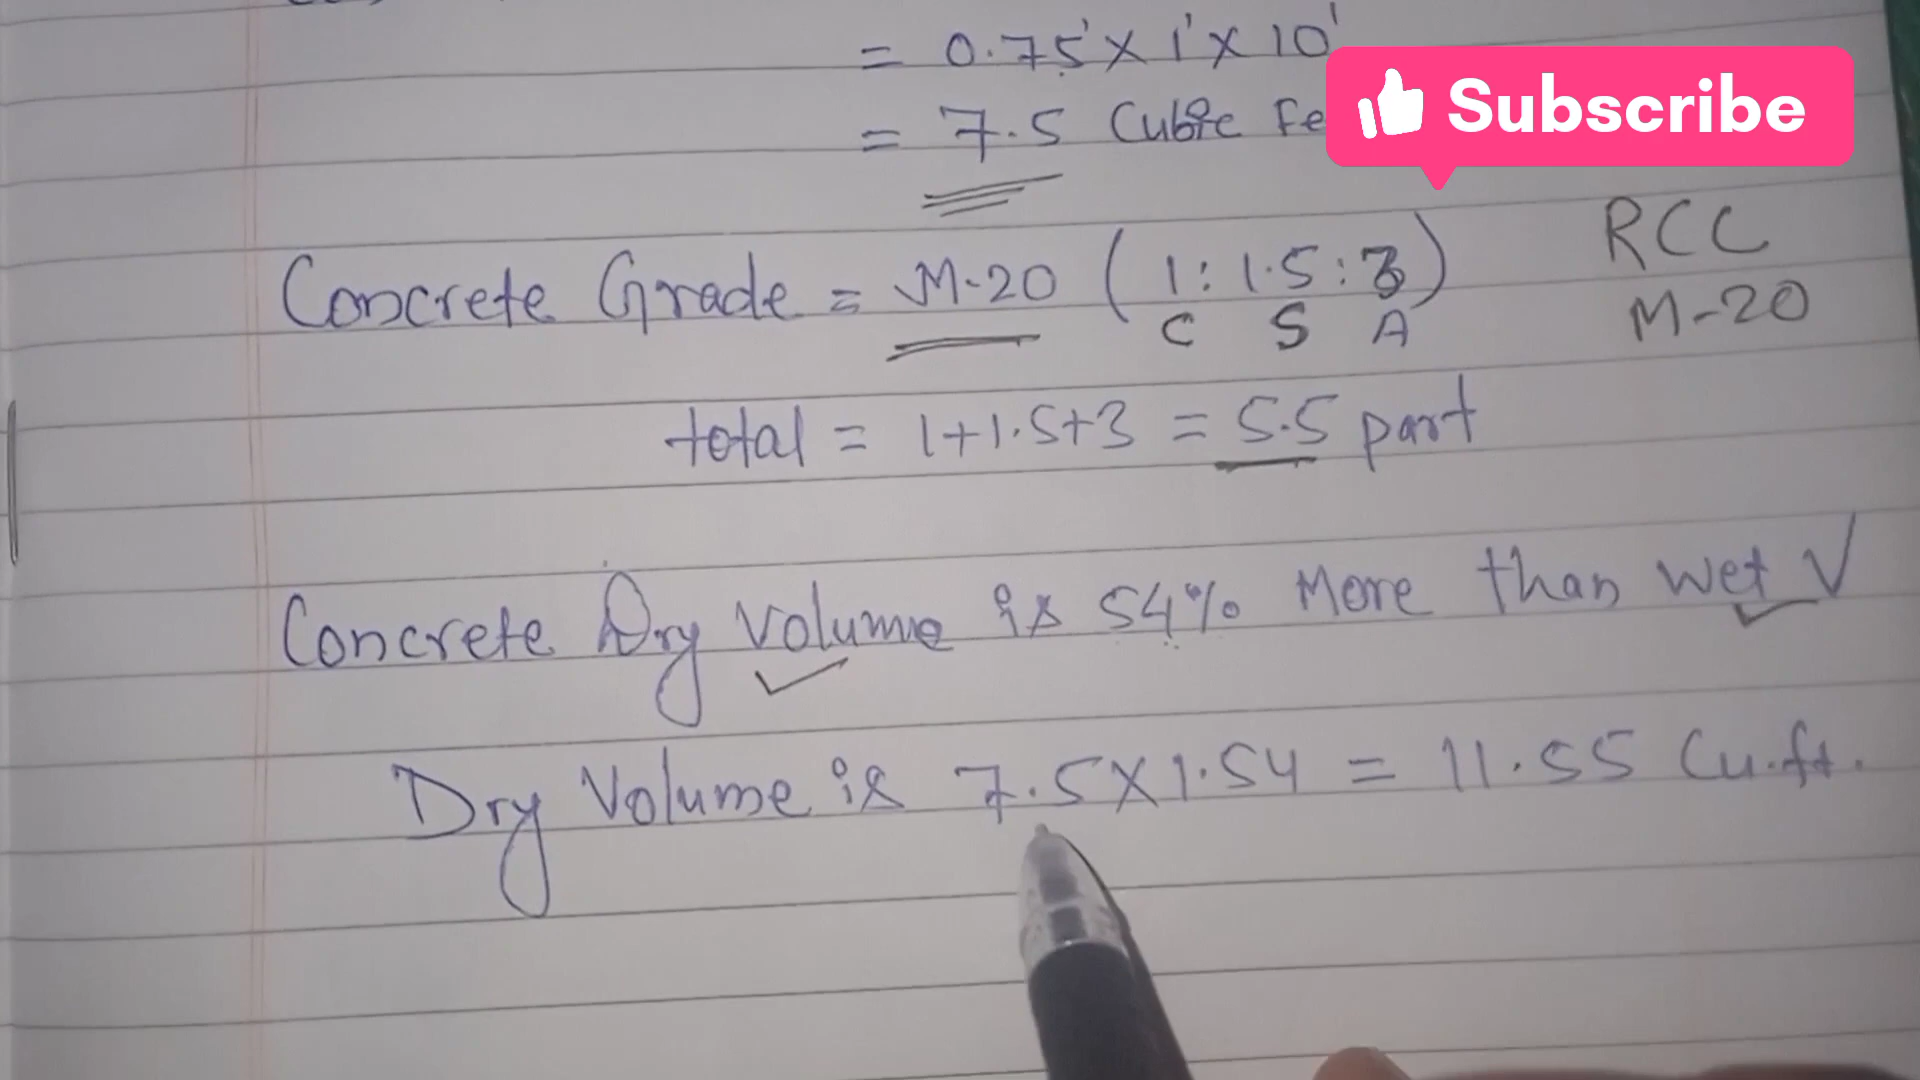 = 0.75' X 1' X 10'
= 7.5 Cubic Fe
Subscribe
RCC
M-20
Concrete Grade = M-20 (1:1.5:3)
C S A
total = 1+1.5+3 = 5.5 part
Concrete Dry Volume is 54% More than wet V
Dry Volume is 7.5X1.54 = 11.55 Cu.ft.